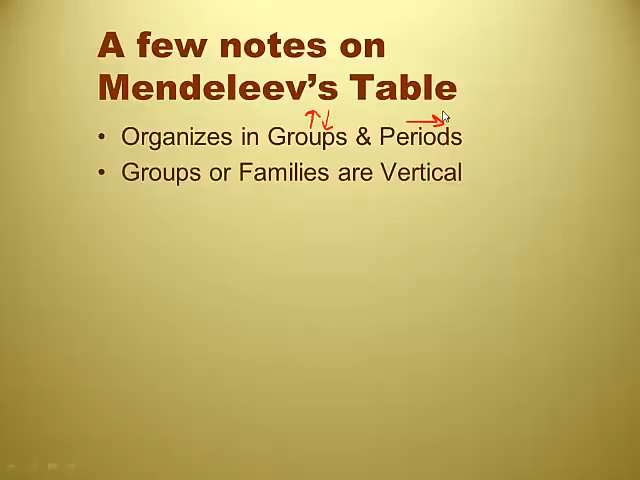 A few notes on
Mendeleev's Table
• Organizes in Groups & Periods
• Groups or Families are Vertical